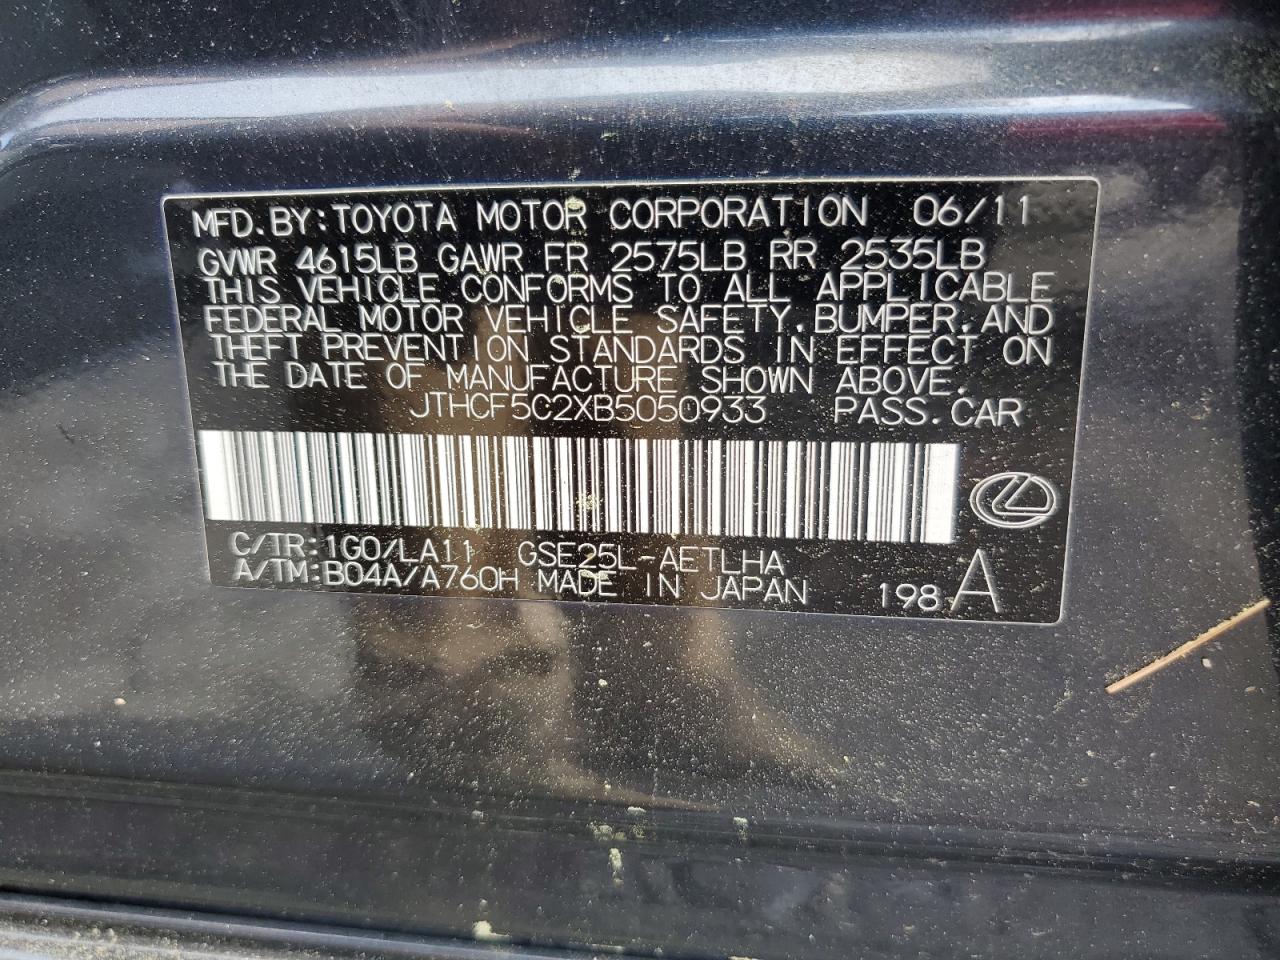 MFD. BY: TOYOTA MOTOR CORPORATION 06/11
GVWR 4615LB GAWR FR 2575LB RR 2535LB
THIS VEHICLE CONFORMS TO ALL APPLICABLE
FEDERAL MOTOR VEHICLE SAFETY, BUMPER, AND
THEFT PREVENTION STANDARDS IN EFFECT ON
THE DATE OF MANUFACTURE SHOWN ABOVE.
JTHCF5C2XB5050933 PASS. CAR
C/TR: 1G0/LA11 GSE25L-AETLHA
A/TM: B04A/A760H MADE IN JAPAN 198 A